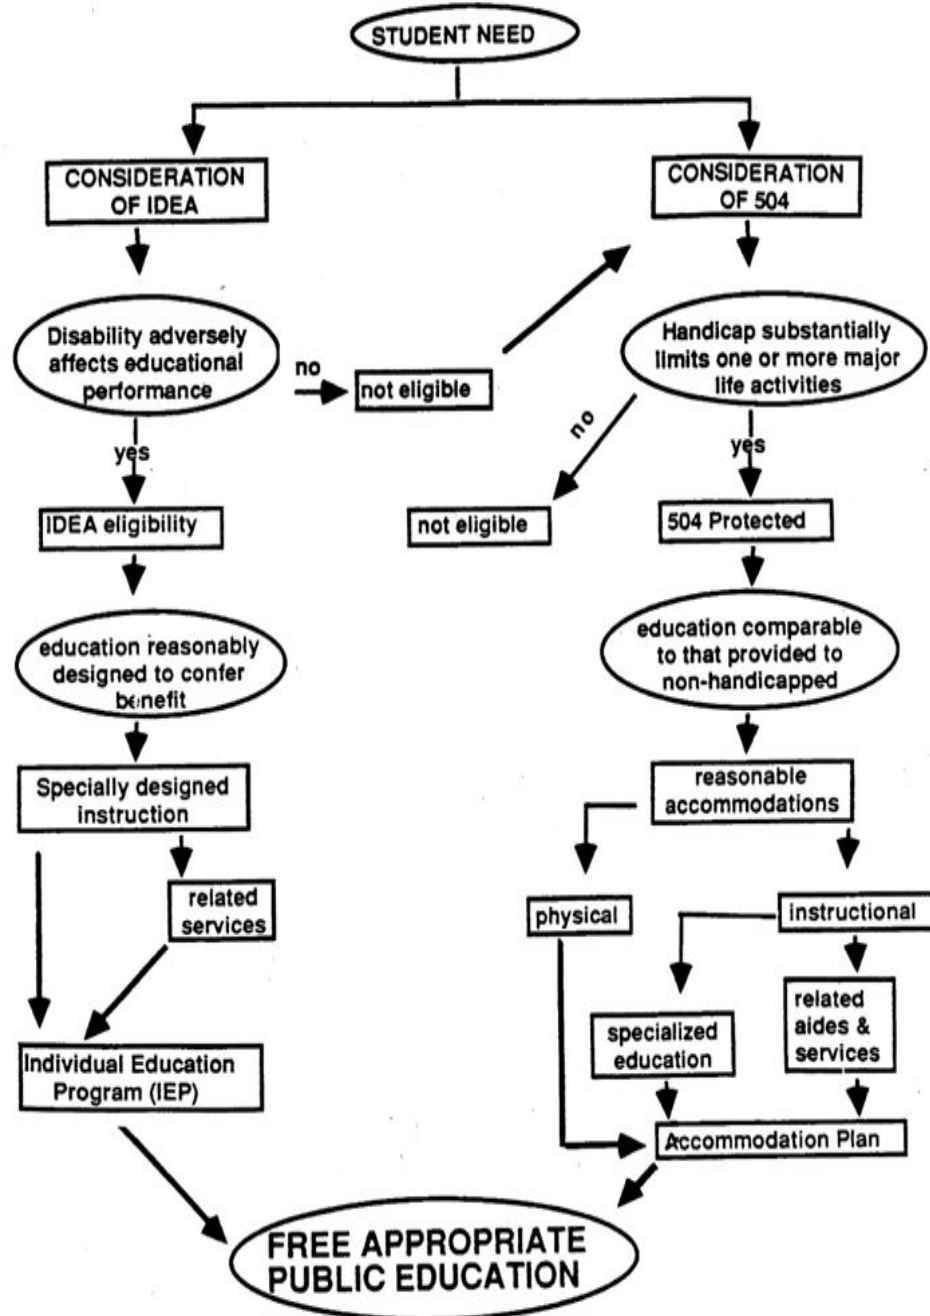 STUDENT NEED
CONSIDERATION
OF IDEA
CONSIDERATION
OF 504
Disability adversely
affects educational
performance
no
not eligible
Handicap substantially
limits one or more major
life activities
no
yes
yes
IDEA eligibility
not eligible
504 Protected
education reasonably
designed to confer
benefit
education comparable
to that provided to
non-handicapped
Specially designed
instruction
reasonable
accommodations
related
services
physical
instructional
specialized
education
related
aides &
services
Individual Education
Program (IEP)
Accommodation Plan
FREE APPROPRIATE
PUBLIC EDUCATION